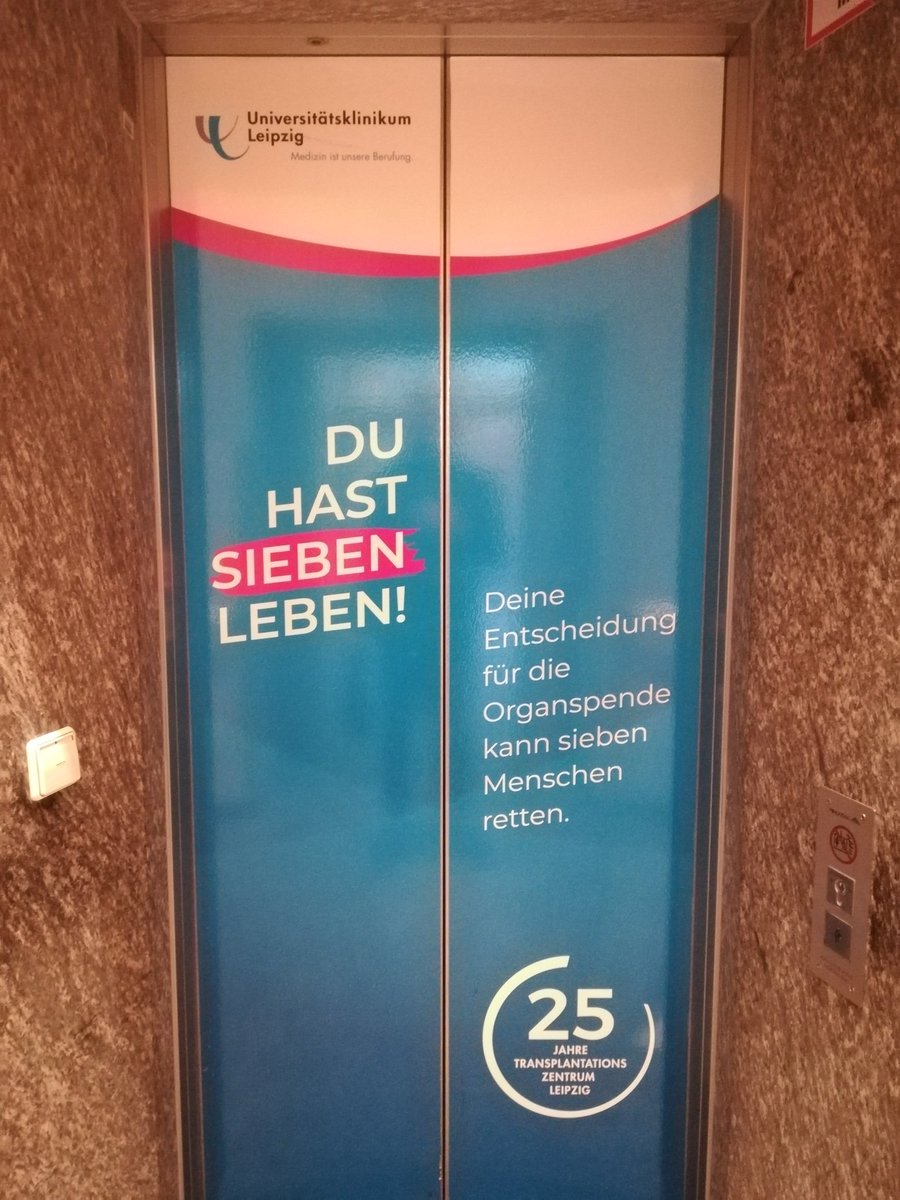 Universitätsklinikum
Leipzig
Medizin ist unsere Berufung.
DU
HAST
SIEBEN
LEBEN!
Deine
Entscheidung
für die
Organspende
kann sieben
Menschen
retten.
25
JAHRE
TRANSPLANTATIONS
ZENTRUM
LEIPZIG